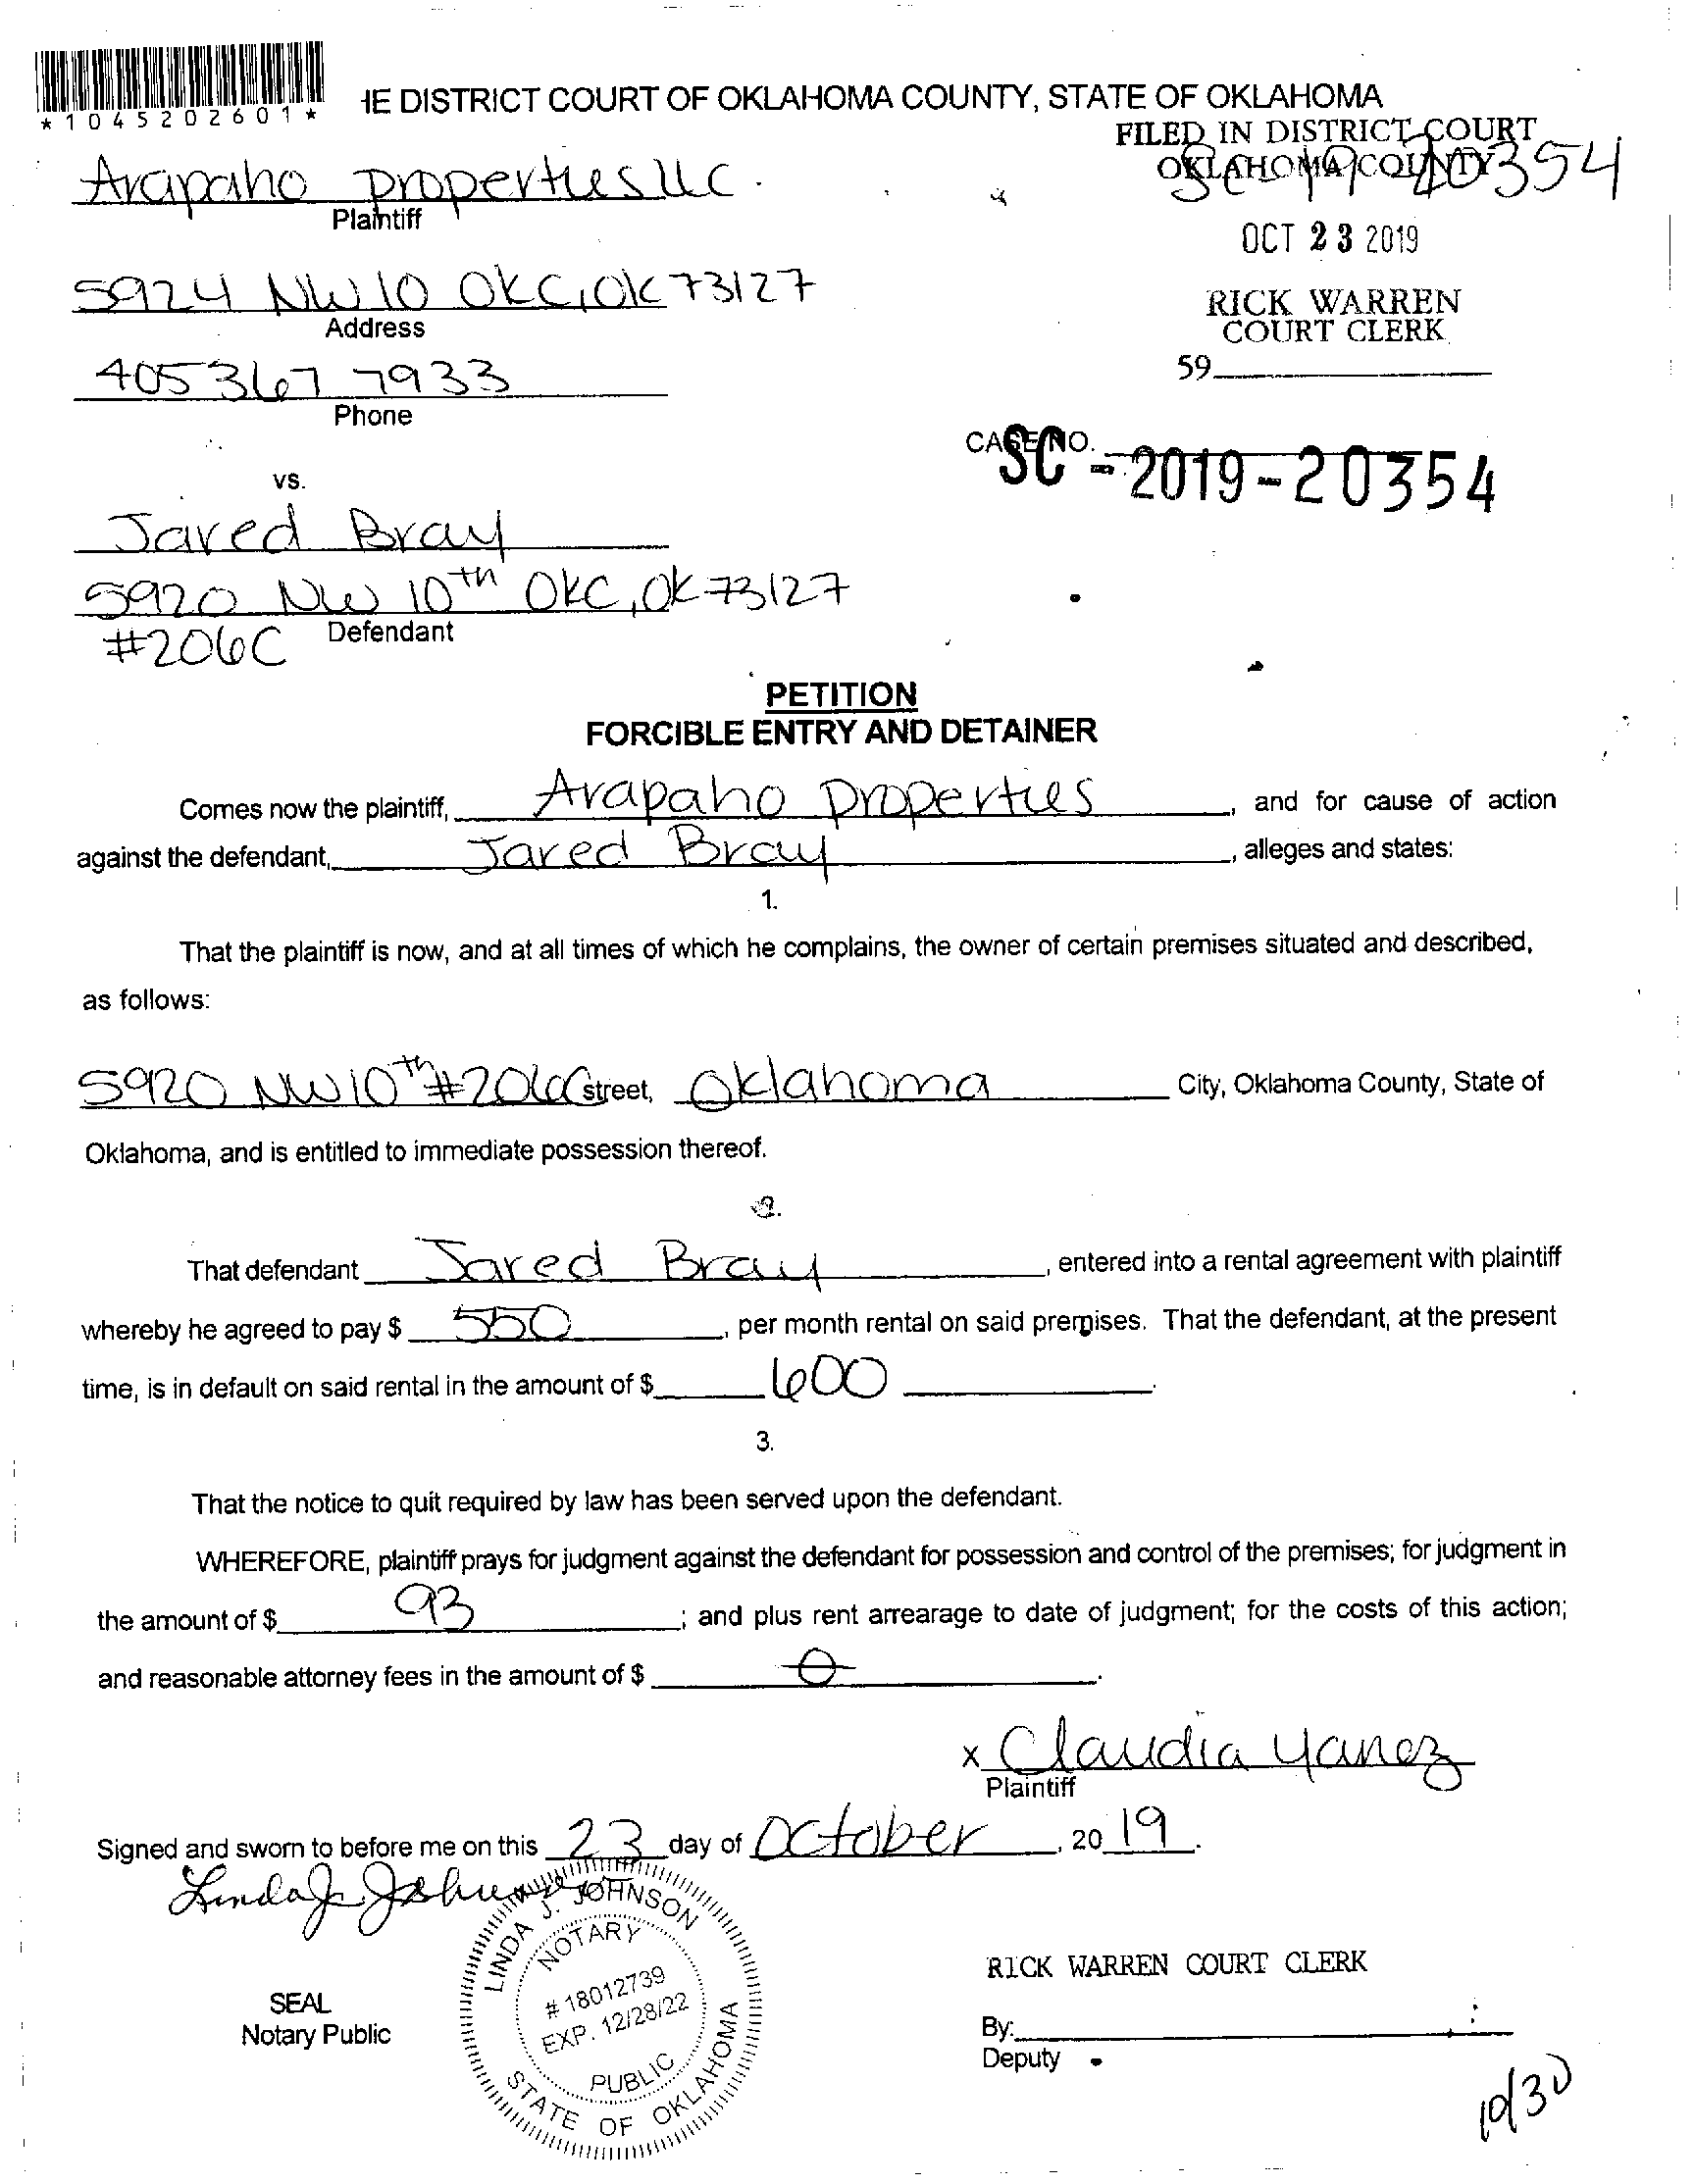 *1045202601*
HE DISTRICT COURT OF OKLAHOMA COUNTY, STATE OF OKLAHOMA
FILED IN DISTRICT COURT
OKLAHOMA COUNTY
SC-19-20354
Arapaho properties llc.
Plaintiff
OCT 23 2019
5924 NW 10 OKC, OK 73127
Address
RICK WARREN
COURT CLERK
59
405 367 7933
Phone
CASE NO.
SC-2019-20354
vs.
Jared Bray
5920 NW 10th OKC, OK 73127
#206C
Defendant
PETITION
FORCIBLE ENTRY AND DETAINER
Comes now the plaintiff, Arapaho Properties, and for cause of action
against the defendant, Jared Bray, alleges and states:
1.
That the plaintiff is now, and at all times of which he complains, the owner of certain premises situated and described,
as follows:
5920 NW 10th #206C street, Oklahoma City, Oklahoma County, State of
Oklahoma, and is entitled to immediate possession thereof.
2.
That defendant Jared Bray, entered into a rental agreement with plaintiff
whereby he agreed to pay $ 550, per month rental on said premises. That the defendant, at the present
time, is in default on said rental in the amount of $ 600.
3.
That the notice to quit required by law has been served upon the defendant.
WHEREFORE, plaintiff prays for judgment against the defendant for possession and control of the premises; for judgment in
the amount of $ 93; and plus rent arrearage to date of judgment; for the costs of this action;
and reasonable attorney fees in the amount of $ 0.
x Claudia Yanez
Plaintiff
Signed and sworn to before me on this 23 day of October, 20 19.
Linda J. Johnson
LINDA J. JOHNSON
NOTARY
# 18012739
EXP. 12/28/22
PUBLIC
STATE OF OKLAHOMA
SEAL
Notary Public
RICK WARREN COURT CLERK
By:
Deputy
10/30